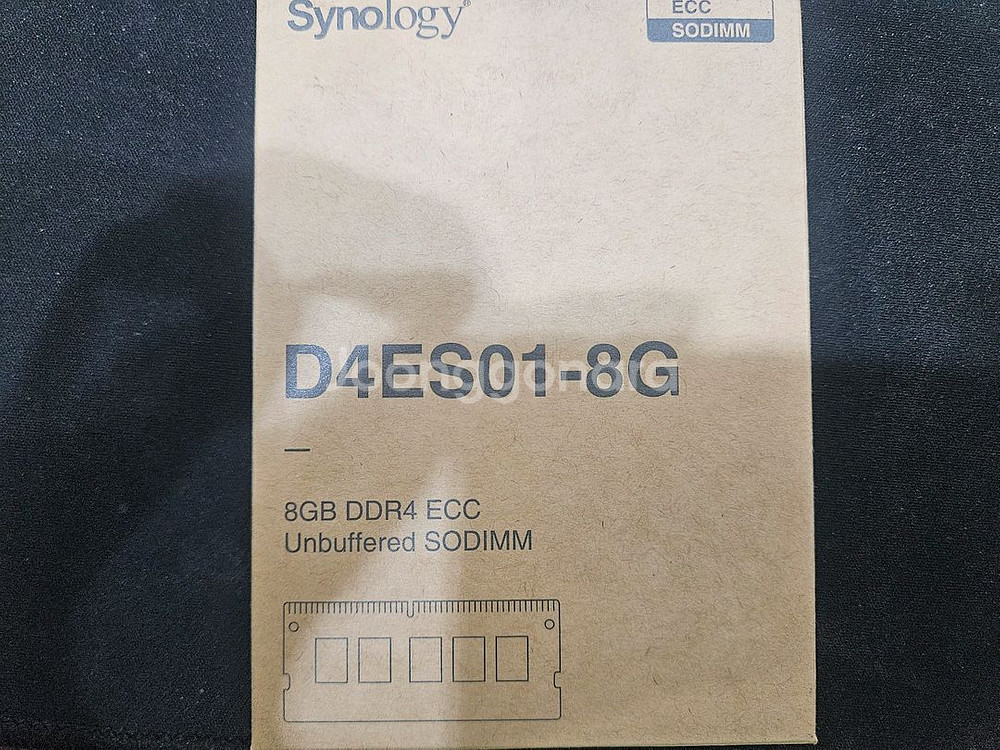 Synology®
ECC
SODIMM
D4ES01-8G
8GB DDR4 ECC
Unbuffered SODIMM